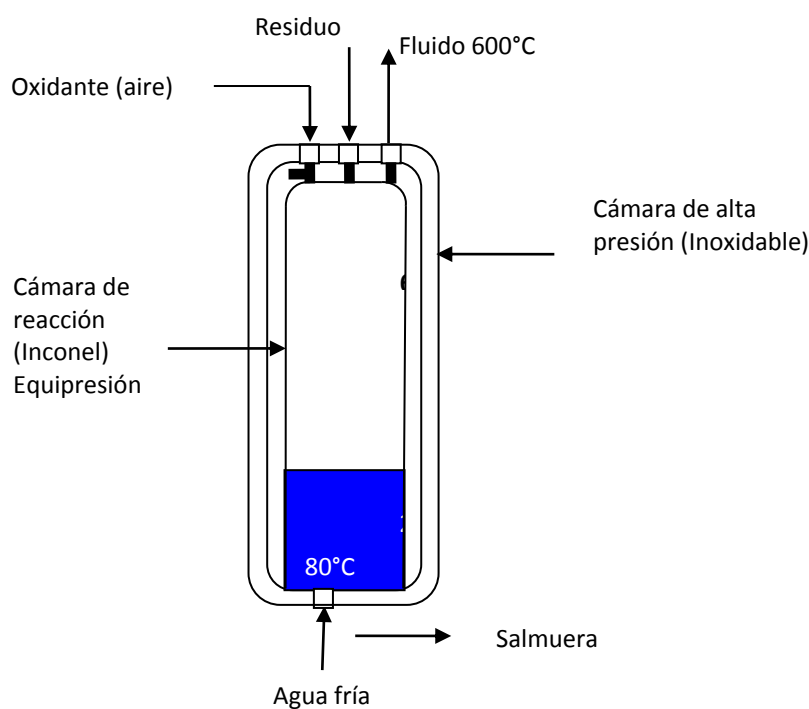 Residuo
Fluido 600°C
Oxidante (aire)
Cámara de alta
presión (Inoxidable)
Cámara de
reacción
(Inconel)
Equipresión
80°C
Salmuera
Agua fría